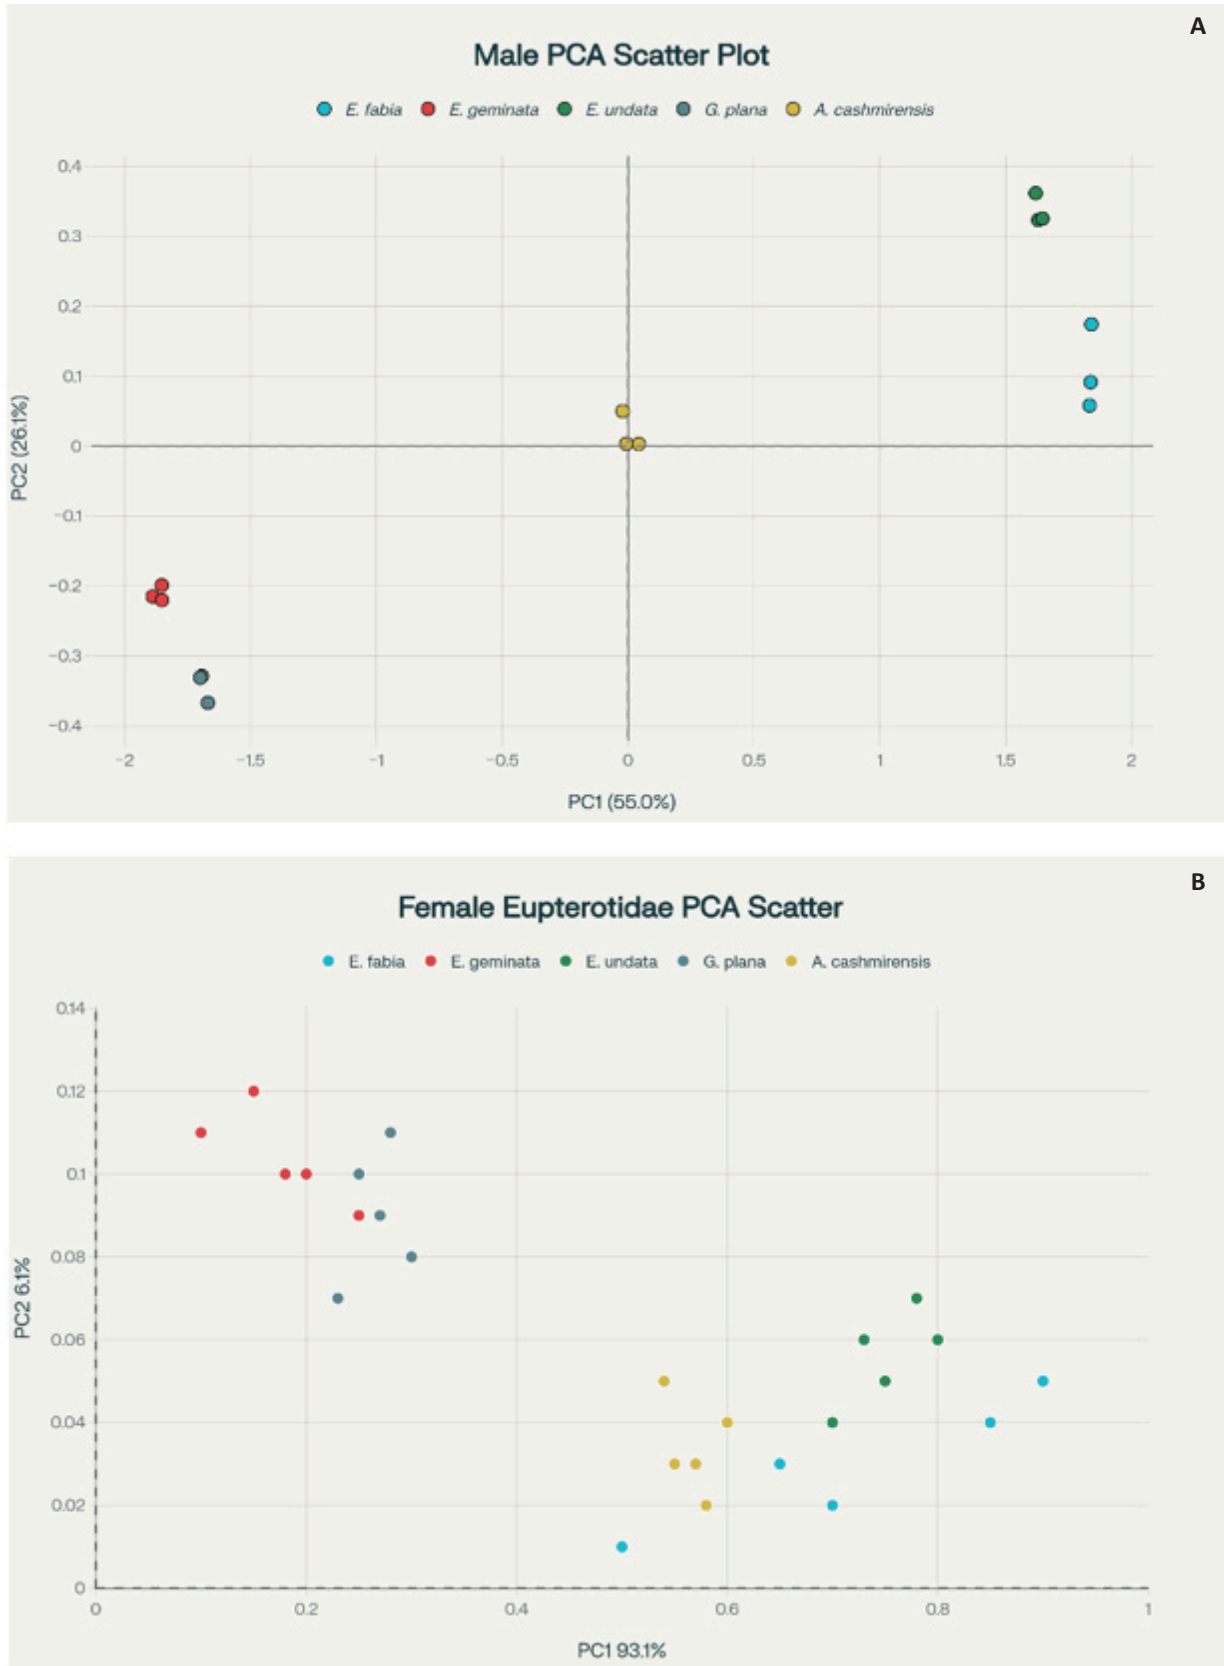 A
Male PCA Scatter Plot
E. fabia E. geminata E. undata G. plana A. cashmirensis
0.4
0.3
0.2
0.1
0
−0.1
−0.2
−0.3
−0.4
PC2 (26.1%)
−2 −1.5 −1 −0.5 0 0.5 1 1.5 2
PC1 (55.0%)
B
Female Eupterotidae PCA Scatter
E. fabia E. geminata E. undata G. plana A. cashmirensis
0.14
0.12
0.1
0.08
0.06
0.04
0.02
0
PC2 6.1%
0 0.2 0.4 0.6 0.8 1
PC1 93.1%